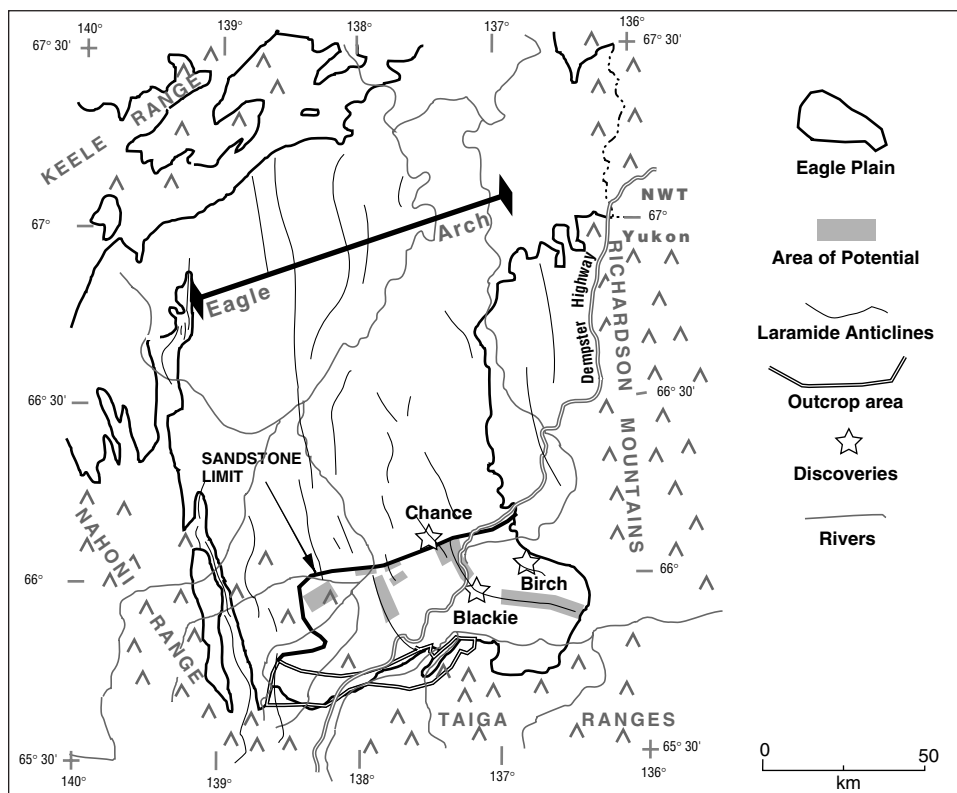 140°
139°
138°
137°
136°
67° 30'
67° 30'
KEELE RANGE
NWT
67°
67°
Yukon
Eagle Arch
Dempster Highway
RICHARDSON MOUNTAINS
66° 30'
66° 30'
SANDSTONE
LIMIT
Chance
NAHONI RANGE
66°
66°
Birch
Blackie
TAIGA RANGES
65° 30'
65° 30'
140°
139°
138°
137°
136°
Eagle Plain
Area of Potential
Laramide Anticlines
Outcrop area
Discoveries
Rivers
0
50
km